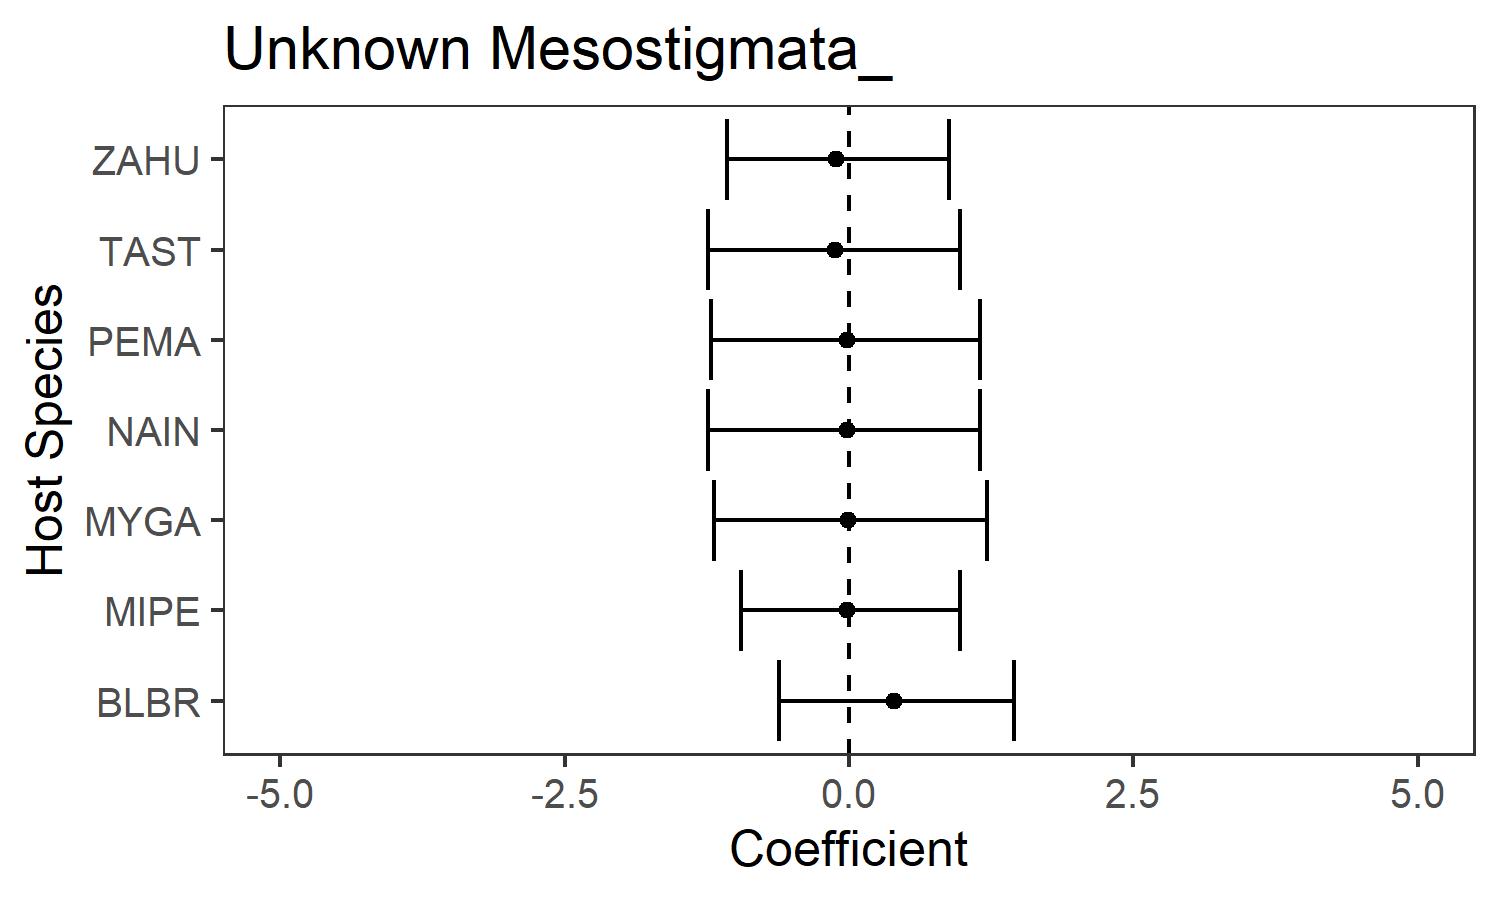 Unknown Mesostigmata_
Host Species
ZAHU
TAST
PEMA
NAIN
MYGA
MIPE
BLBR
-5.0 -2.5 0.0 2.5 5.0
Coefficient